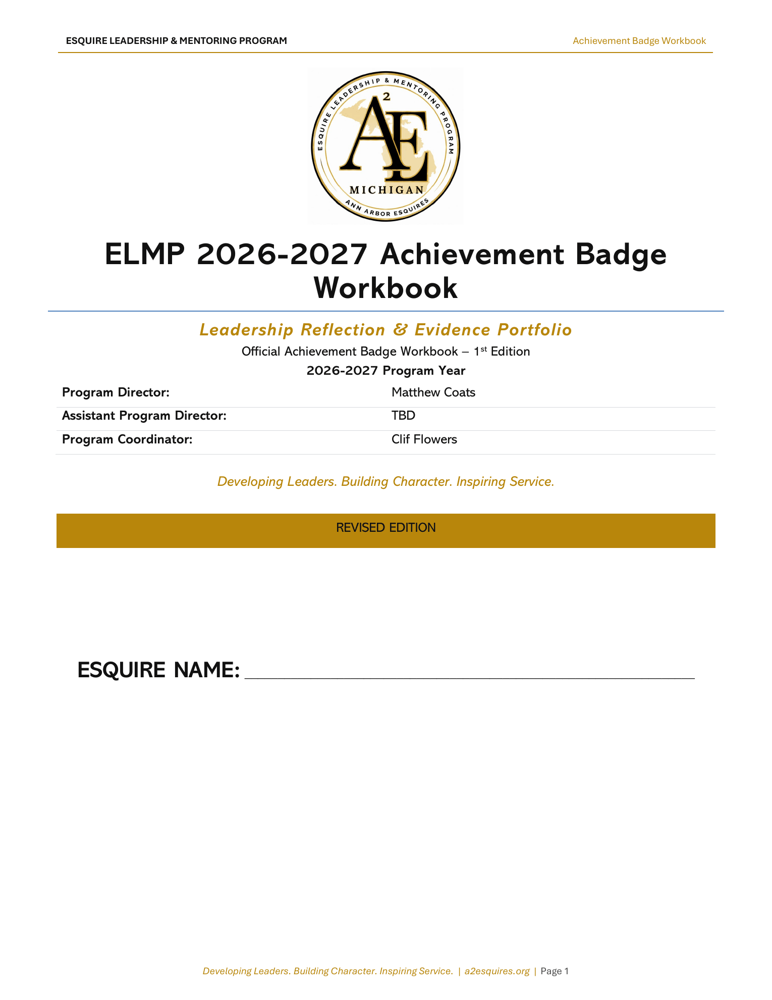 ESQUIRE LEADERSHIP & MENTORING PROGRAM
Achievement Badge Workbook
ESQUIRE LEADERSHIP & MENTORING PROGRAM
2
AE
MICHIGAN
ANN ARBOR ESQUIRES
ELMP 2026-2027 Achievement Badge
Workbook
Leadership Reflection & Evidence Portfolio
Official Achievement Badge Workbook – 1st Edition
2026-2027 Program Year
Program Director: Matthew Coats
Assistant Program Director: TBD
Program Coordinator: Clif Flowers
Developing Leaders. Building Character. Inspiring Service.
REVISED EDITION
ESQUIRE NAME: ____________________
Developing Leaders. Building Character. Inspiring Service. | a2esquires.org | Page 1